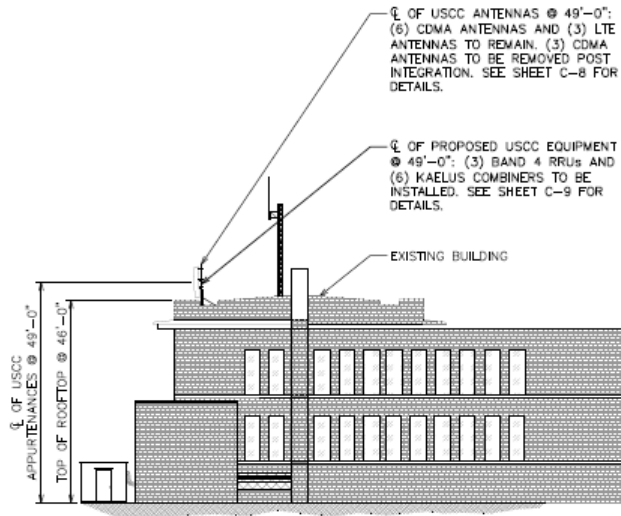 ℄ OF USCC ANTENNAS @ 49'-0":
(6) CDMA ANTENNAS AND (3) LTE
ANTENNAS TO REMAIN. (3) CDMA
ANTENNAS TO BE REMOVED POST
INTEGRATION. SEE SHEET C-8 FOR
DETAILS.
℄ OF PROPOSED USCC EQUIPMENT
@ 49'-0": (3) BAND 4 RRUs AND
(6) KAELUS COMBINERS TO BE
INSTALLED. SEE SHEET C-9 FOR
DETAILS.
EXISTING BUILDING
℄ OF USCC
APPURTENANCES @ 49'-0"
TOP OF ROOFTOP @ 46'-0"